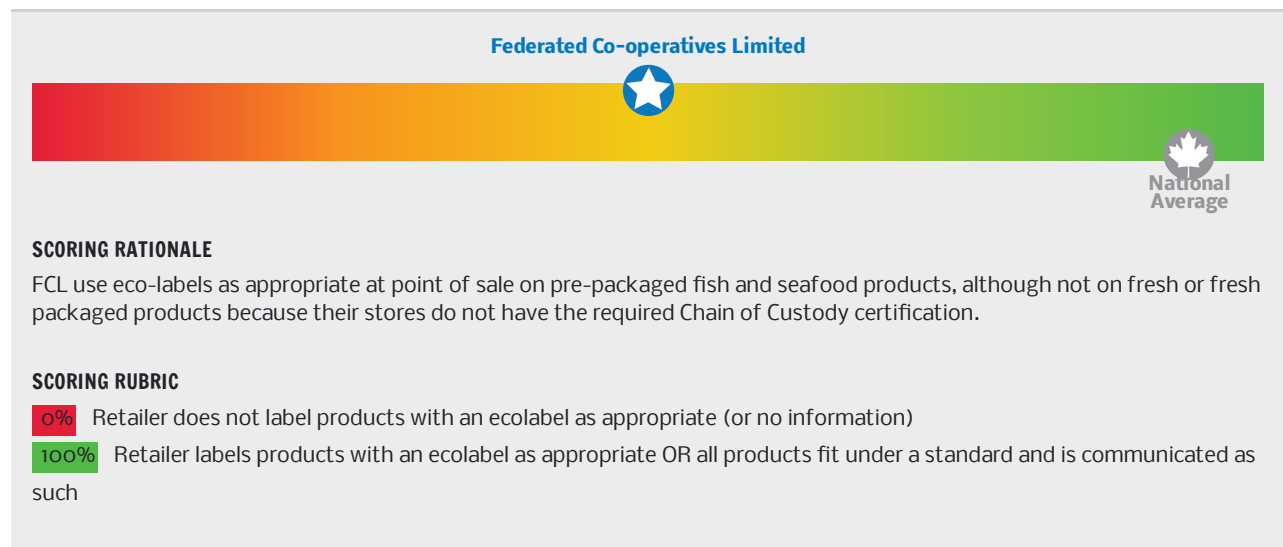 Federated Co-operatives Limited
National
Average
SCORING RATIONALE
FCL use eco-labels as appropriate at point of sale on pre-packaged fish and seafood products, although not on fresh or fresh
packaged products because their stores do not have the required Chain of Custody certification.
SCORING RUBRIC
0% Retailer does not label products with an ecolabel as appropriate (or no information)
100% Retailer labels products with an ecolabel as appropriate OR all products fit under a standard and is communicated as
such